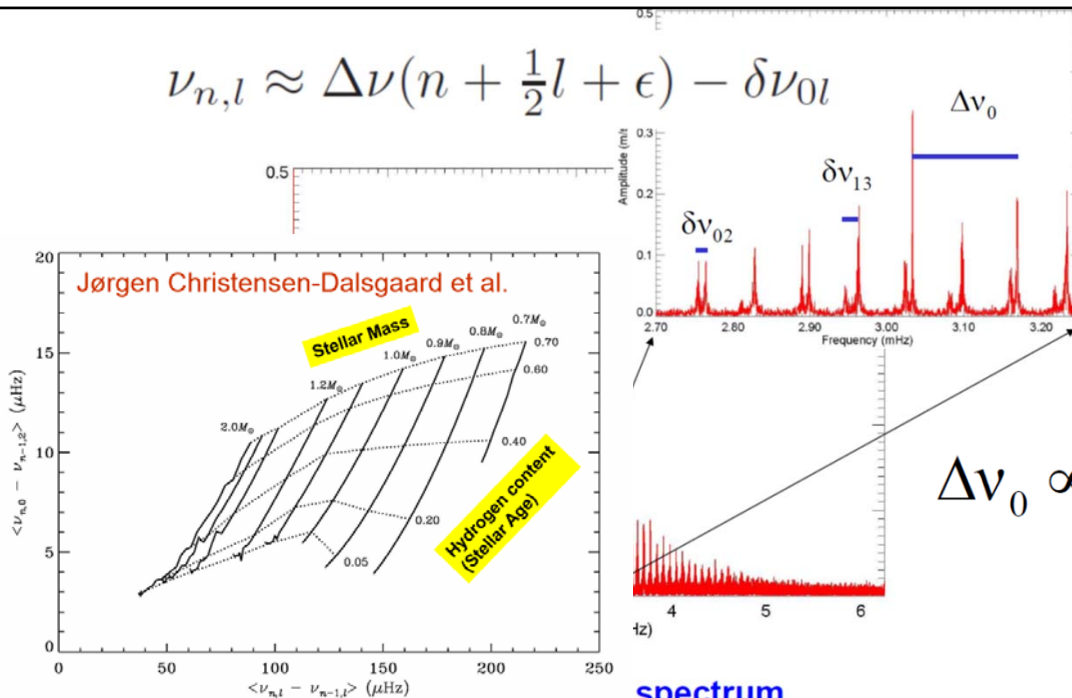 ν_{n,l} ≈ Δν(n + ½l + ϵ) − δν_{0l}
0.5
0.3
0.2
0.1
0.0
Amplitude (m/s
Δν₀
δν₁₃
δν₀₂
2.70 2.80 2.90 3.00 3.10 3.20
Frequency (mHz)
0.5
Jørgen Christensen-Dalsgaard et al.
Stellar Mass
Hydrogen content
(Stellar Age)
2.0M⊙
1.2M⊙
1.0M⊙
0.9M⊙
0.8M⊙
0.7M⊙
0.70
0.60
0.40
0.20
0.05
20
15
10
5
0
<ν_{n,0} − ν_{n−1,2}> (μHz)
0 50 100 150 200 250
<ν_{n,l} − ν_{n−1,l}> (μHz)
Δν₀ ∝
4 5 6
Hz)
spectrum